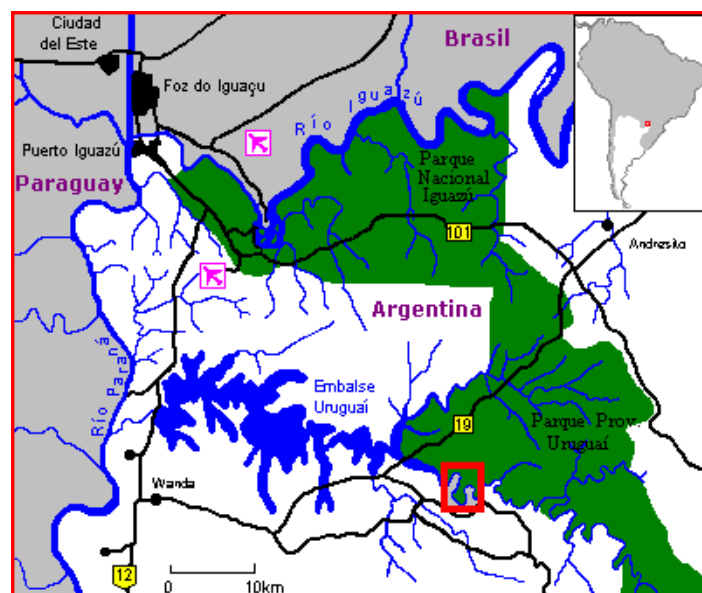 Ciudad
del Este
Brasil
Foz do Iguaçu
Río Iguazú
Puerto Iguazú
Paraguay
Parque
Nacional
Iguazú
101
Andresito
Argentina
Río Paraná
Embalse
Uruguaí
19
Parque Prov.
Uruguaí
Wanda
12
0 10km